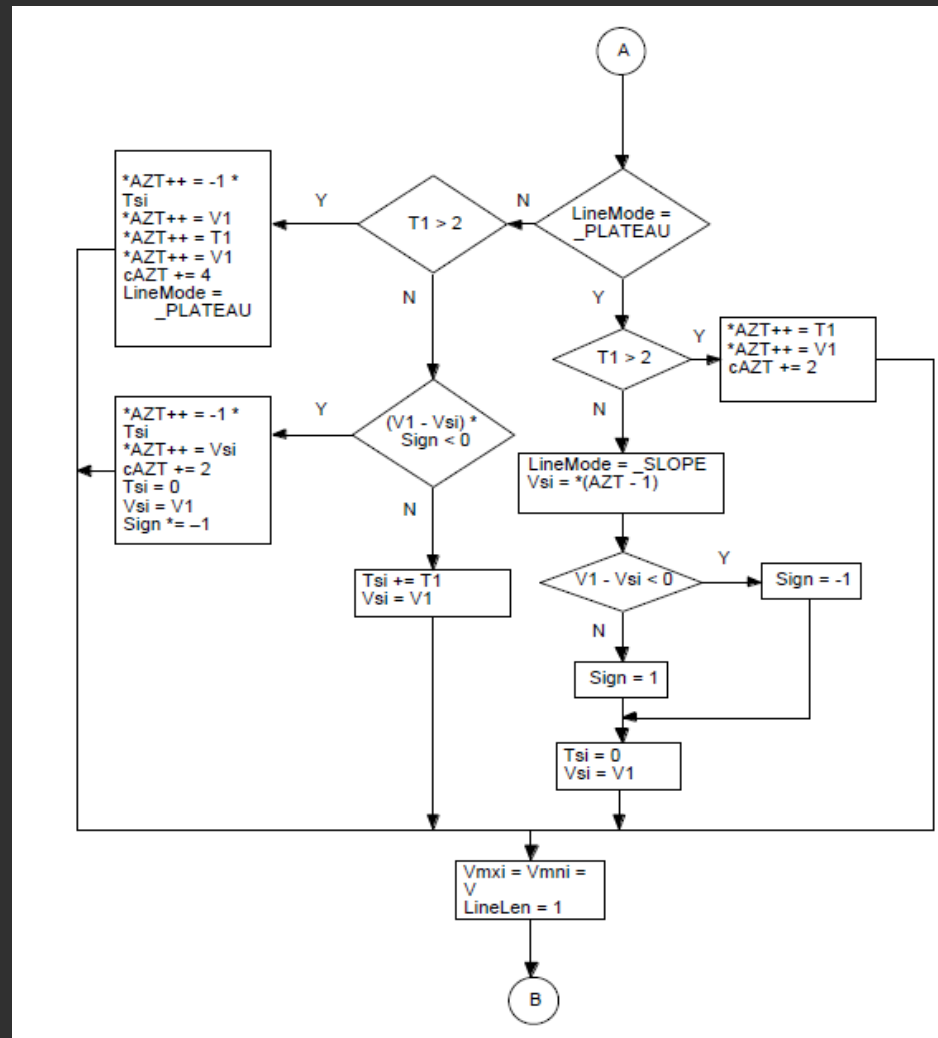 A
LineMode =
_PLATEAU
N
Y
T1 > 2
Y
N
*AZT++ = -1 *
Tsi
*AZT++ = V1
*AZT++ = T1
*AZT++ = V1
cAZT += 4
LineMode =
_PLATEAU
T1 > 2
Y
N
*AZT++ = T1
*AZT++ = V1
cAZT += 2
(V1 - Vsi) *
Sign < 0
Y
N
*AZT++ = -1 *
Tsi
*AZT++ = Vsi
cAZT += 2
Tsi = 0
Vsi = V1
Sign *= –1
LineMode = _SLOPE
Vsi = *(AZT - 1)
Tsi += T1
Vsi = V1
V1 - Vsi < 0
Y
N
Sign = -1
Sign = 1
Tsi = 0
Vsi = V1
Vmxi = Vmni =
V
LineLen = 1
B